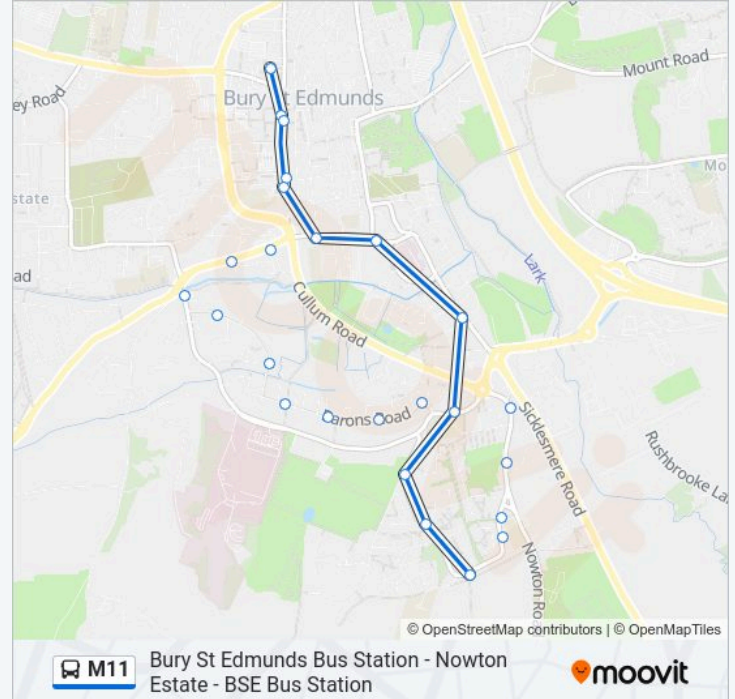 Mount Road
ey Road
Bury St Edmunds
Mo
state
Lark
ad
Cullum Road
Barons Road
Sicklesmere Road
Rushbrooke La
Nowton Ro
© OpenStreetMap contributors | © OpenMapTiles
M11
Bury St Edmunds Bus Station - Nowton
Estate - BSE Bus Station
moovit